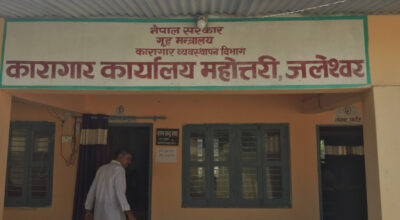 नेपाल सरकार
गृह मन्त्रालय
कारागार व्यवस्थापन विभाग
कारागार कार्यालय महोत्तरी, जलेश्वर